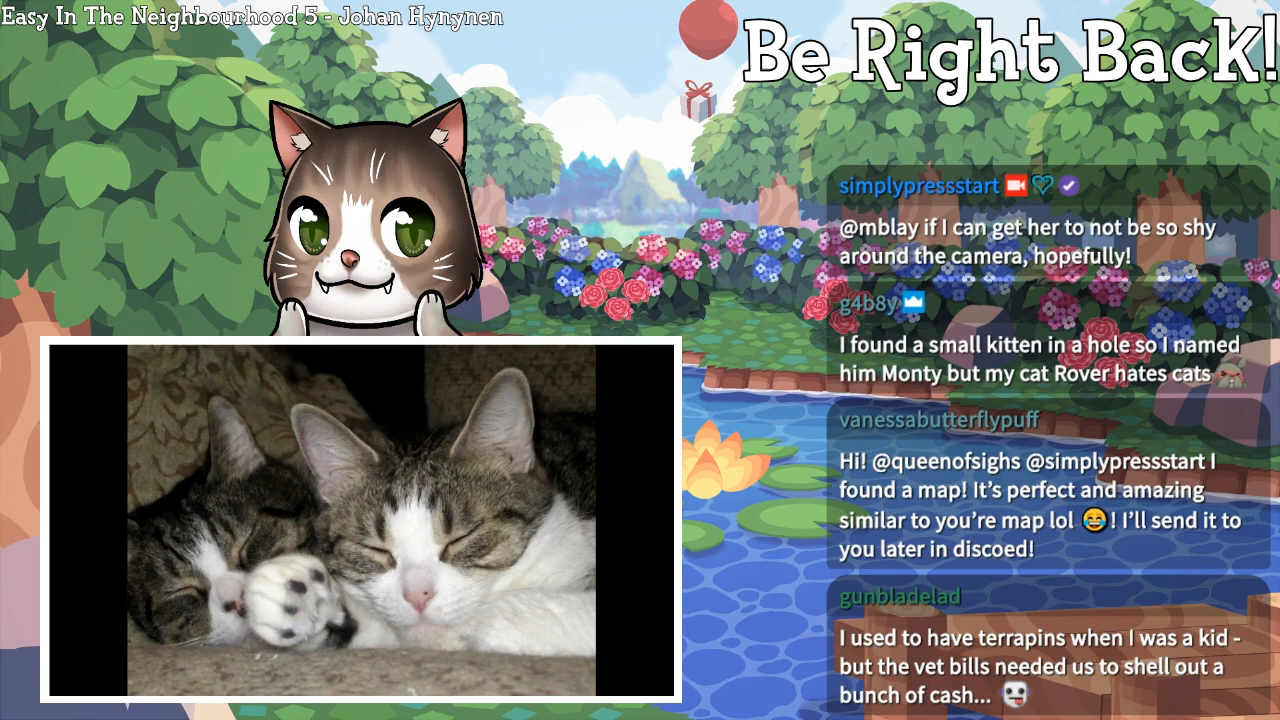 Easy In The Neighbourhood 5 - Johan Hynynen
Be Right Back!
simplypressstart
@mblay if I can get her to not be so shy
around the camera, hopefully!
g4b8y
I found a small kitten in a hole so I named
him Monty but my cat Rover hates cats
vanessabutterflypuff
Hi! @queenofsighs @simplypressstart I
found a map! It’s perfect and amazing
similar to you’re map lol 😂! I’ll send it to
you later in discoed!
gunbladelad
I used to have terrapins when I was a kid -
but the vet bills needed us to shell out a
bunch of cash...